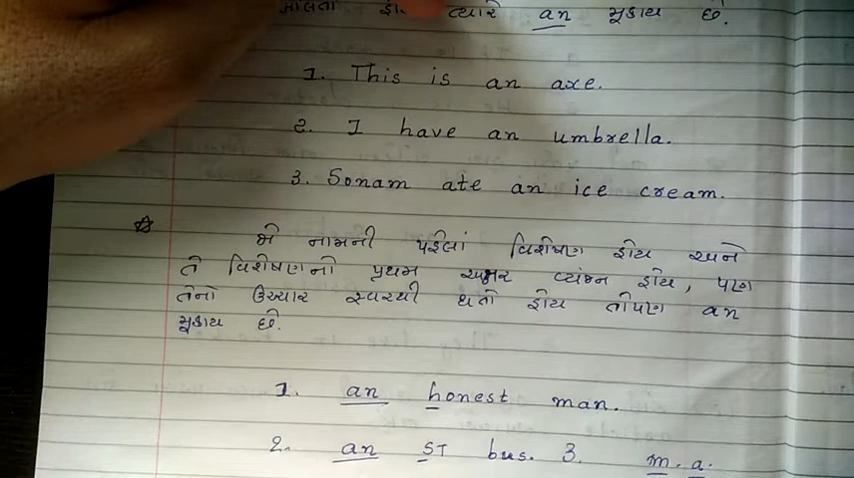 ત્યારે an મૂકાય છે.
1. This is an axe.
2. I have an umbrella.
3. Sonam ate an ice cream.
જે નામની પહેલાં વિશેષણ હોય અને
તે વિશેષણનો પ્રથમ અક્ષર વ્યંજન હોય, પણ
તેનો ઉચ્ચાર સ્વરથી થતો હોય તોપણ an
મૂકાય છે.
1. an honest man.
2. an ST bus. 3. m.a.